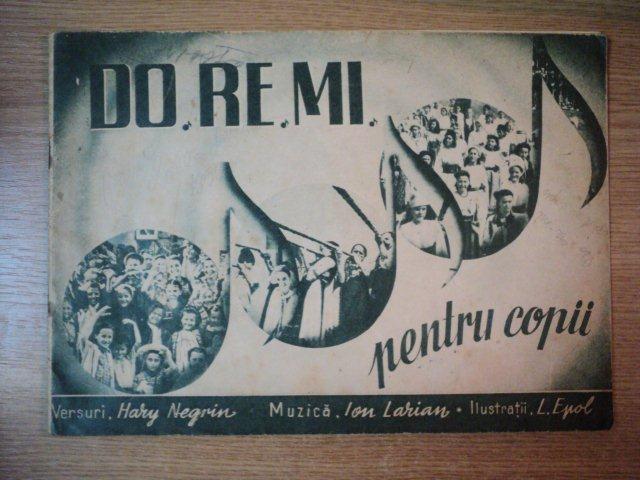 DO, RE, MI,
pentru copii
Versuri, Hary Negrin · Muzică, Ion Larian · Ilustrații, L. Epol